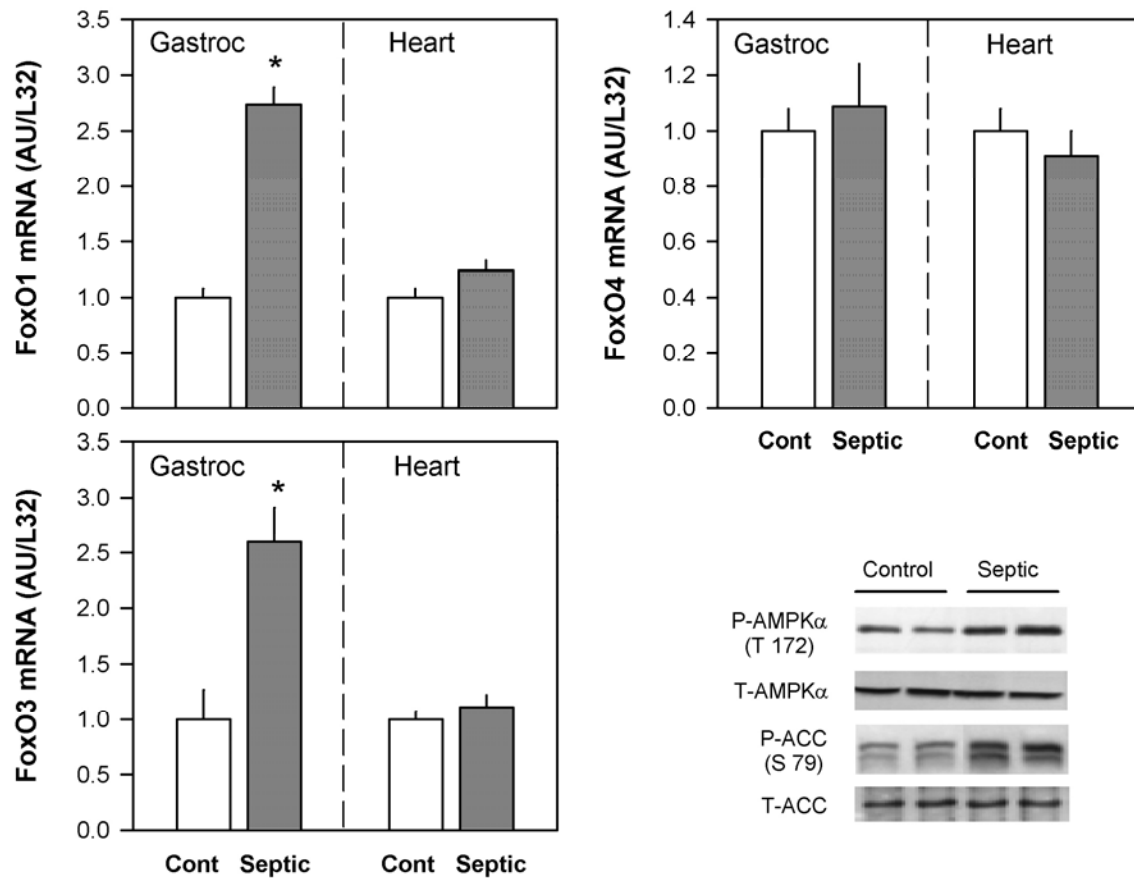 FoxO1 mRNA (AU/L32)
3.5
3.0
2.5
2.0
1.5
1.0
0.5
0.0
Gastroc
Heart
*
FoxO4 mRNA (AU/L32)
1.4
1.2
1.0
0.8
0.6
0.4
0.2
0.0
Gastroc
Heart
Cont Septic Cont Septic
FoxO3 mRNA (AU/L32)
3.5
3.0
2.5
2.0
1.5
1.0
0.5
0.0
Gastroc
Heart
*
Cont Septic Cont Septic
Control Septic
P-AMPKα
(T 172)
T-AMPKα
P-ACC
(S 79)
T-ACC